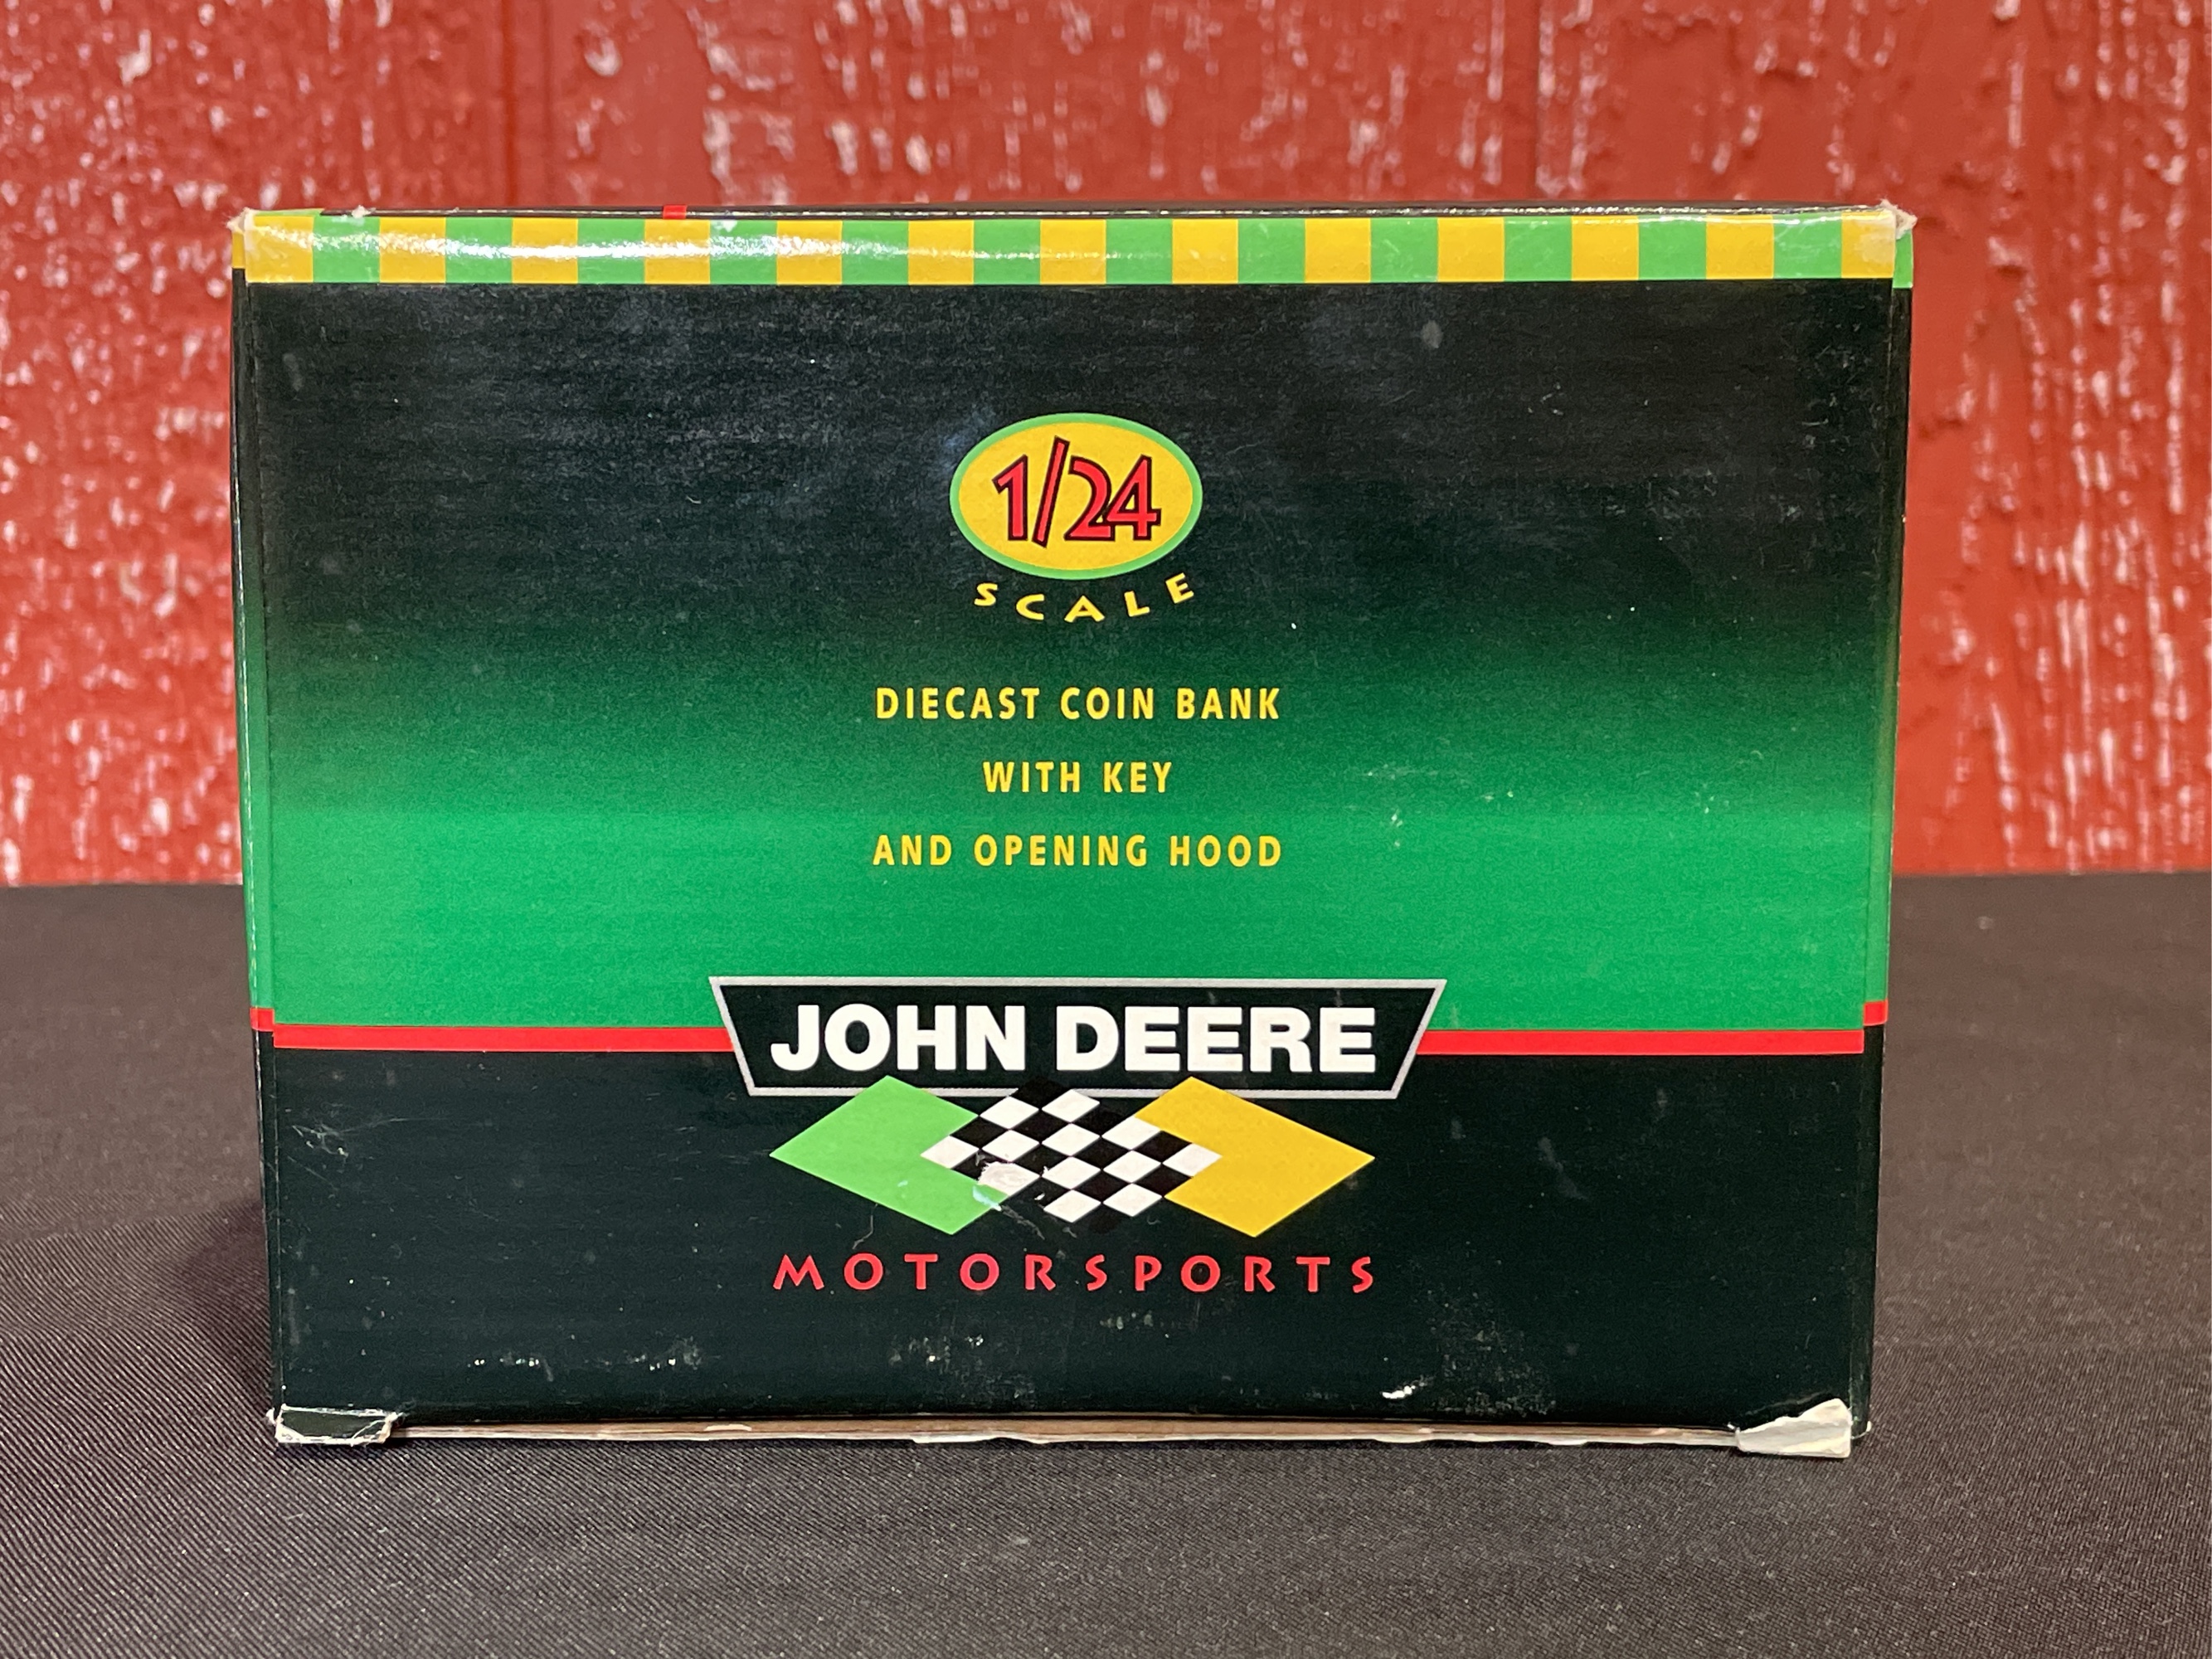 1/24
SCALE
DIECAST COIN BANK
WITH KEY
AND OPENING HOOD
JOHN DEERE
MOTORSPORTS